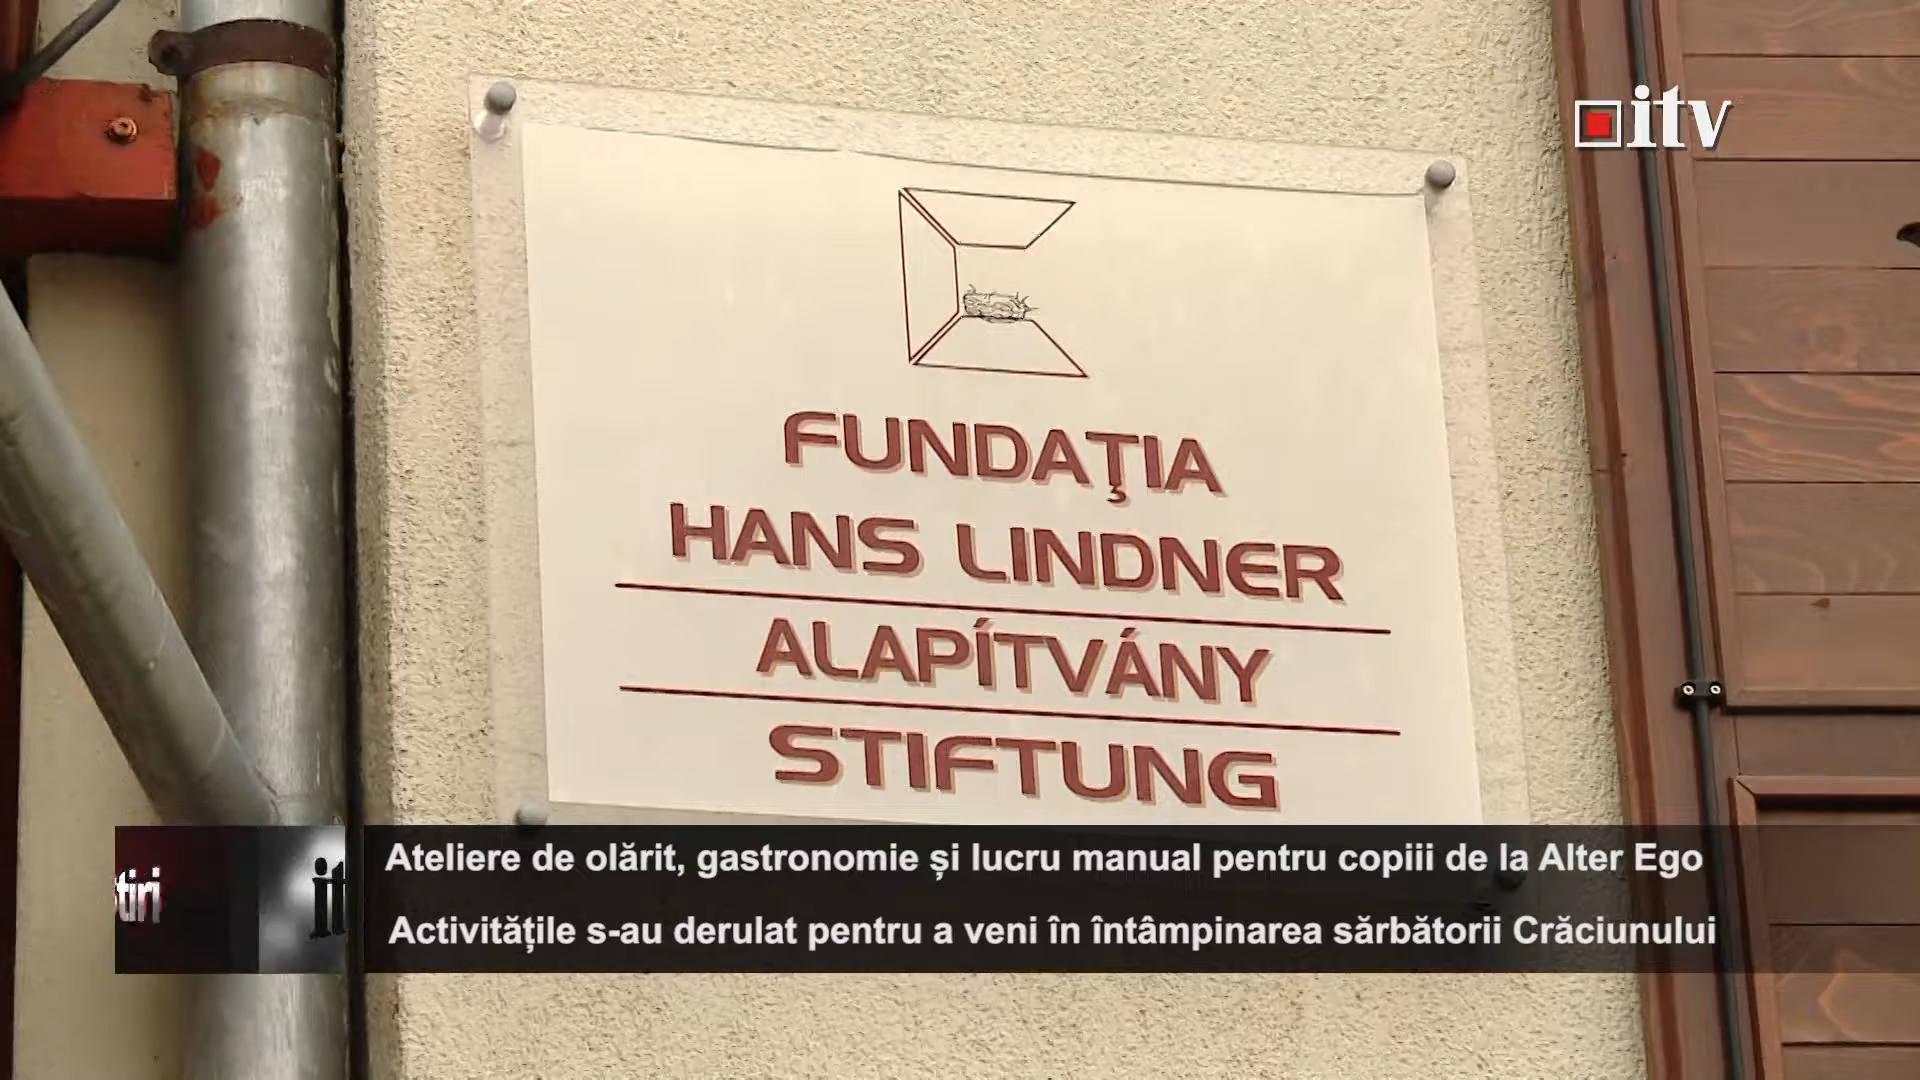 itv
FUNDAŢIA
HANS LINDNER
ALAPÍTVÁNY
STIFTUNG
Ateliere de olărit, gastronomie și lucru manual pentru copiii de la Alter Ego
Activitățile s-au derulat pentru a veni în întâmpinarea sărbătorii Crăciunului